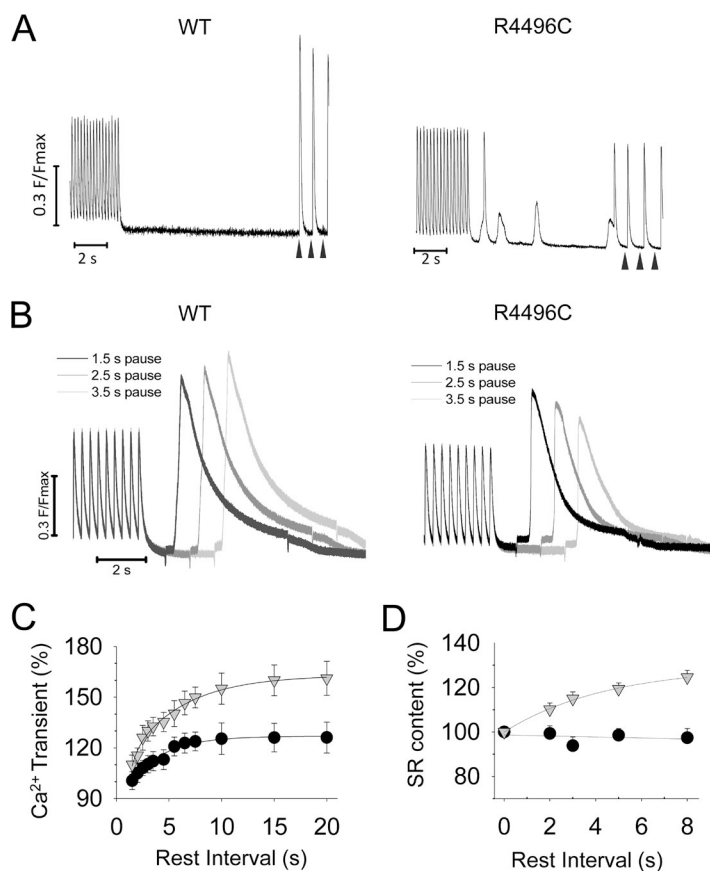 A
WT
R4496C
0.3 F/Fmax
2 s
2 s
B
WT
R4496C
1.5 s pause
2.5 s pause
3.5 s pause
1.5 s pause
2.5 s pause
3.5 s pause
0.3 F/Fmax
2 s
C
D
180
150
120
90
Ca²⁺ Transient (%)
0 5 10 15 20
Rest Interval (s)
140
120
100
80
SR content (%)
0 2 4 6 8
Rest Interval (s)